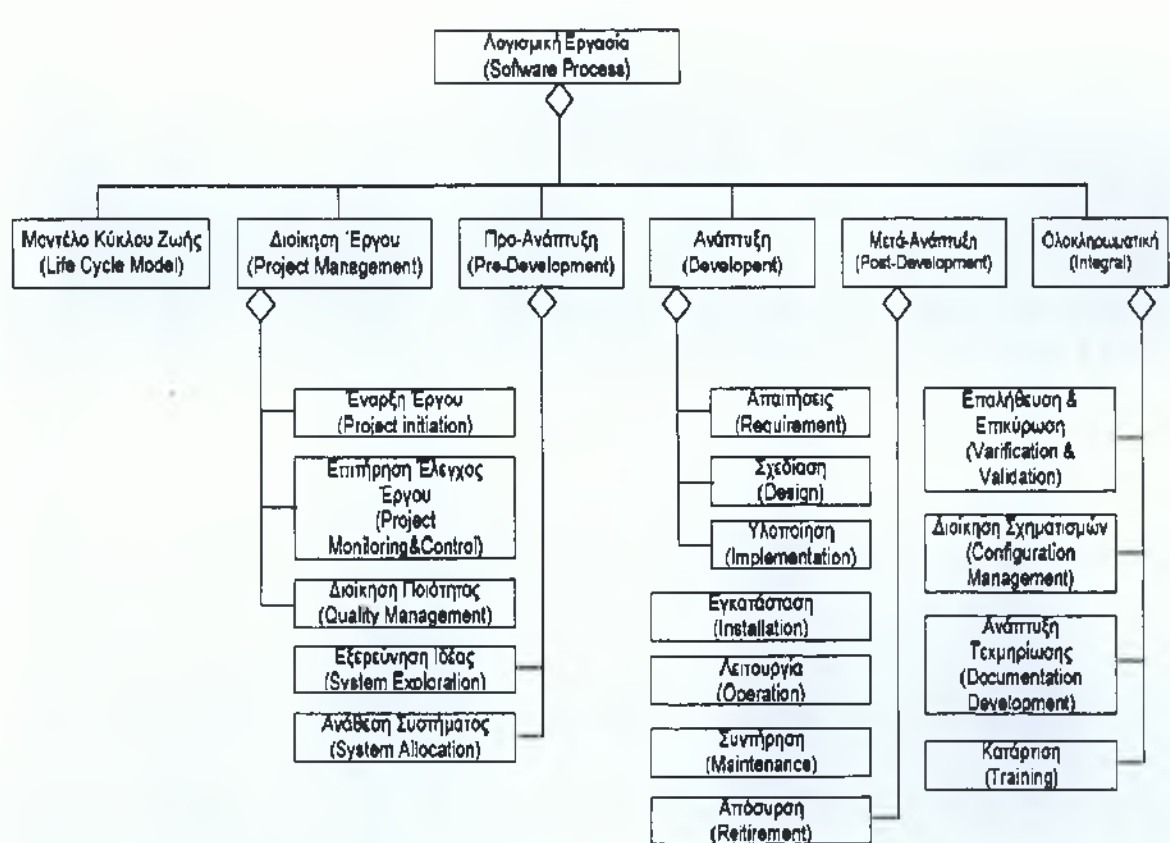 Λογισμική Εργασία
(Software Process)
Μοντέλο Κύκλου Ζωής
(Life Cycle Model)
Διοίκηση Έργου
(Project Management)
Προ-Ανάπτυξη
(Pre-Development)
Ανάπτυξη
(Developent)
Μετά-Ανάπτυξη
(Post-Development)
Ολοκληρωματική
(Integral)
Έναρξη Έργου
(Project initiation)
Επιτήρηση Έλεγχος
Έργου
(Project
Monitoring&Control)
Διοίκηση Ποιότητας
(Quality Management)
Εξερεύνηση Ιδέας
(System Exploration)
Ανάθεση Συστήματος
(System Allocation)
Απαιτήσεις
(Requirement)
Σχεδίαση
(Design)
Υλοποίηση
(Implementation)
Εγκατάσταση
(Installation)
Λειτουργία
(Operation)
Συντήρηση
(Maintenance)
Απόσυρση
(Reitirement)
Επαλήθευση &
Επικύρωση
(Varification &
Validation)
Διοίκηση Σχηματισμών
(Configuration
Management)
Ανάπτυξη
Τεχμηρίωσης
(Documentation
Development)
Κατάρτιση
(Training)